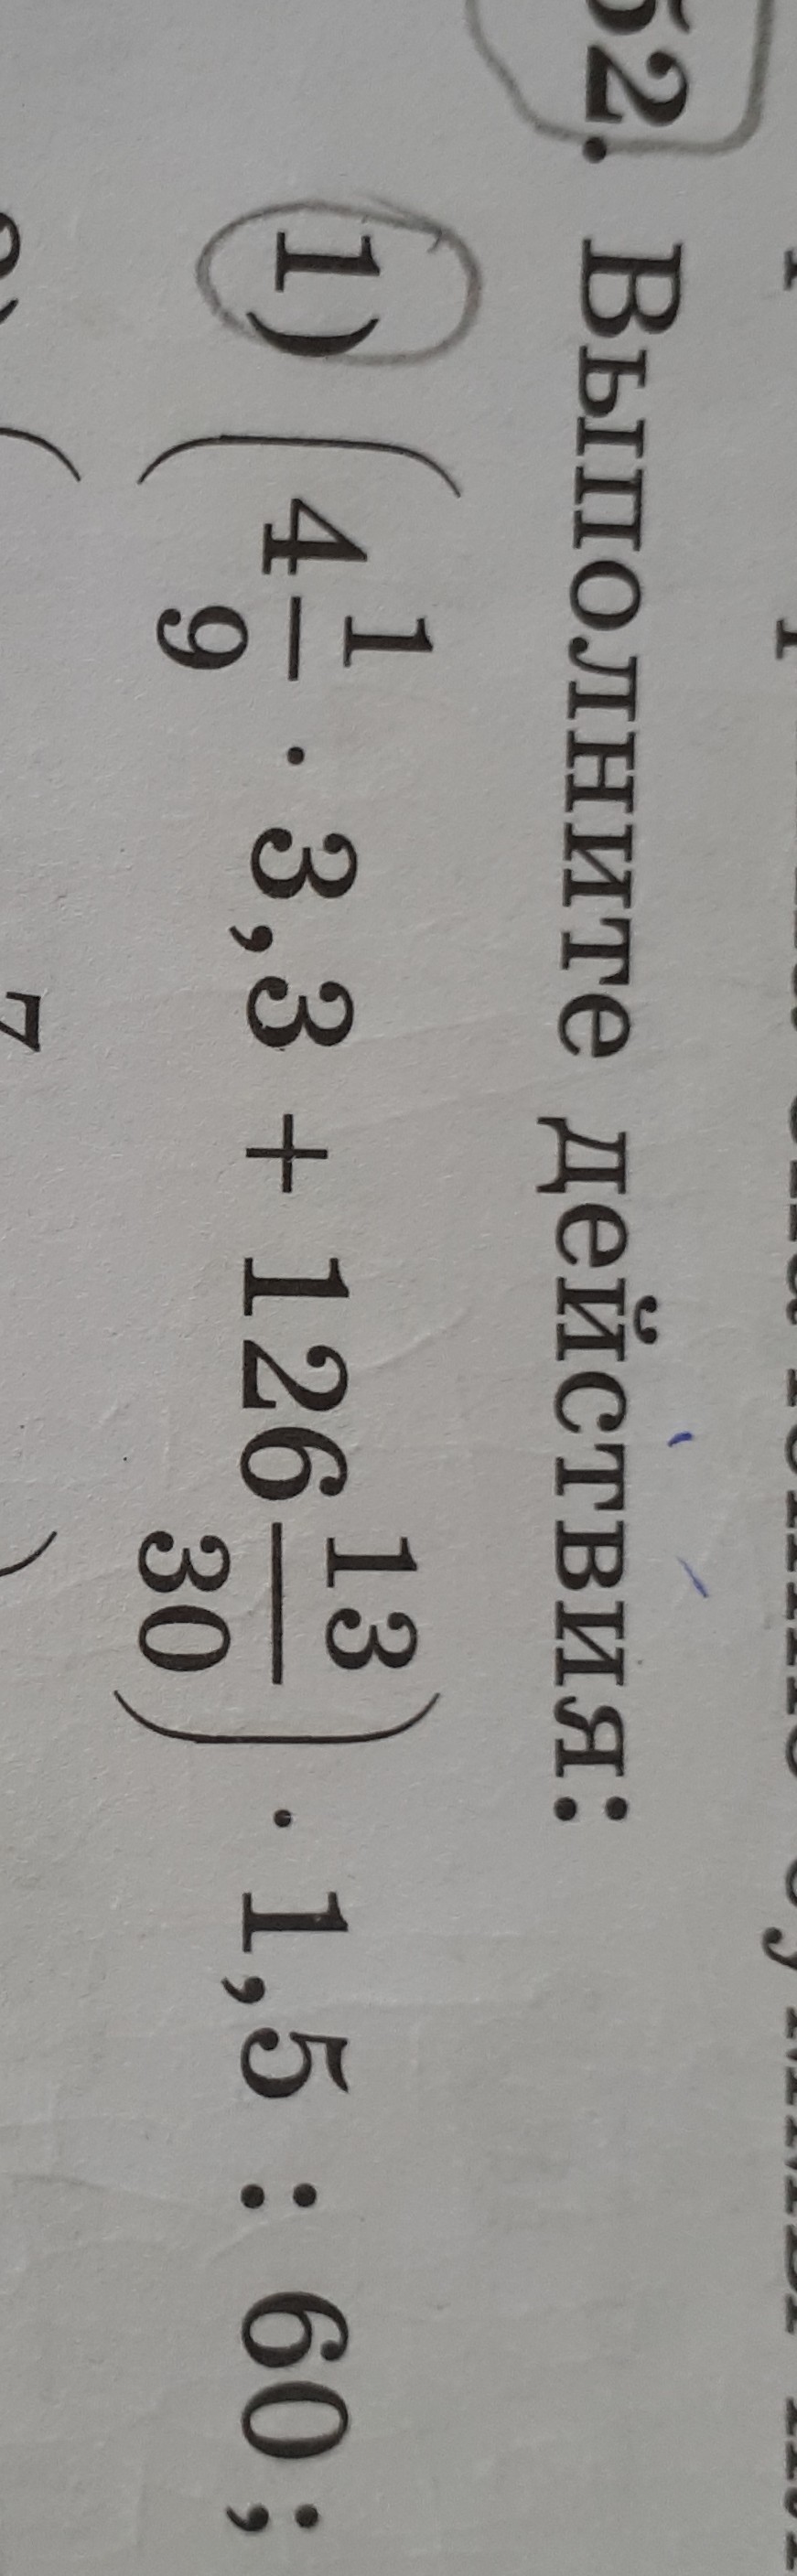 52. Выполните действия:
1) (4 1/9 · 3,3 + 126 13/30) · 1,5 : 60;